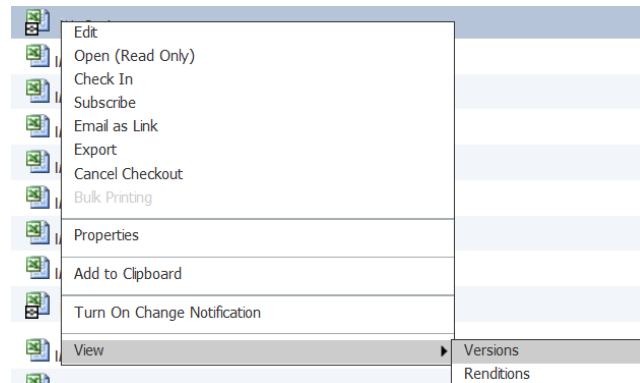 Edit
Open (Read Only)
Check In
Subscribe
Email as Link
Export
Cancel Checkout
Bulk Printing
Properties
Add to Clipboard
Turn On Change Notification
View
Versions
Renditions